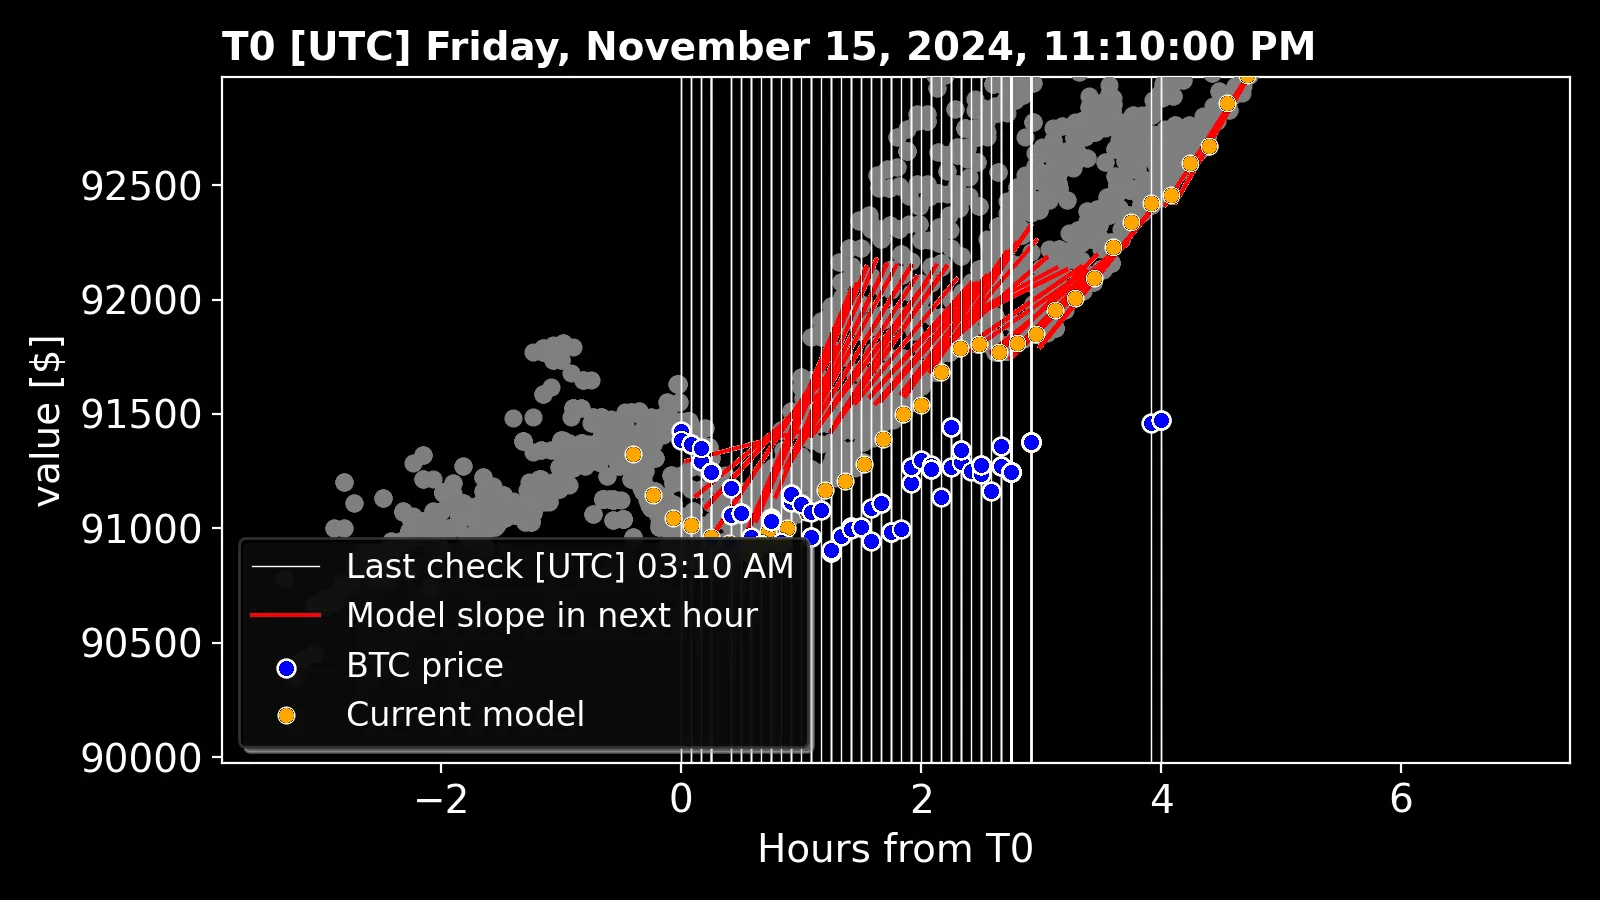 T0 [UTC] Friday, November 15, 2024, 11:10:00 PM
value [$]
92500
92000
91500
91000
90500
90000
Last check [UTC] 03:10 AM
Model slope in next hour
BTC price
Current model
−2 0 2 4 6
Hours from T0